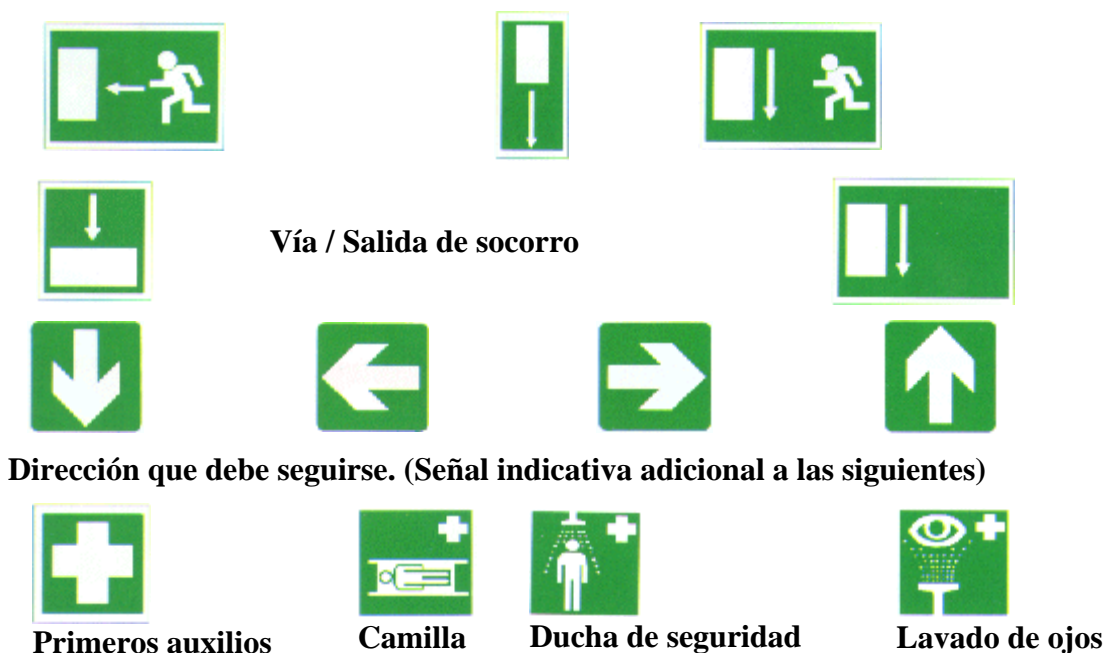 Vía / Salida de socorro
Dirección que debe seguirse. (Señal indicativa adicional a las siguientes)
Primeros auxilios
Camilla
Ducha de seguridad
Lavado de ojos